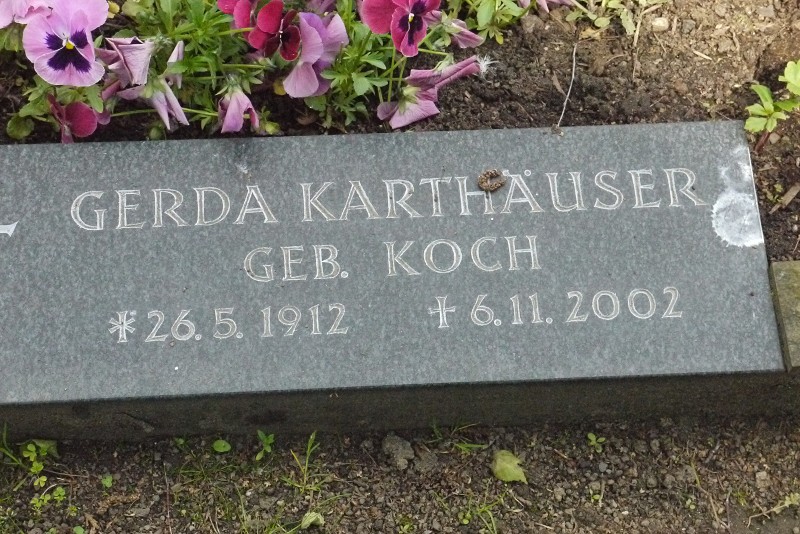 GERDA KARTHÄUSER
GEB. KOCH
* 26. 5. 1912 † 6. 11. 2002